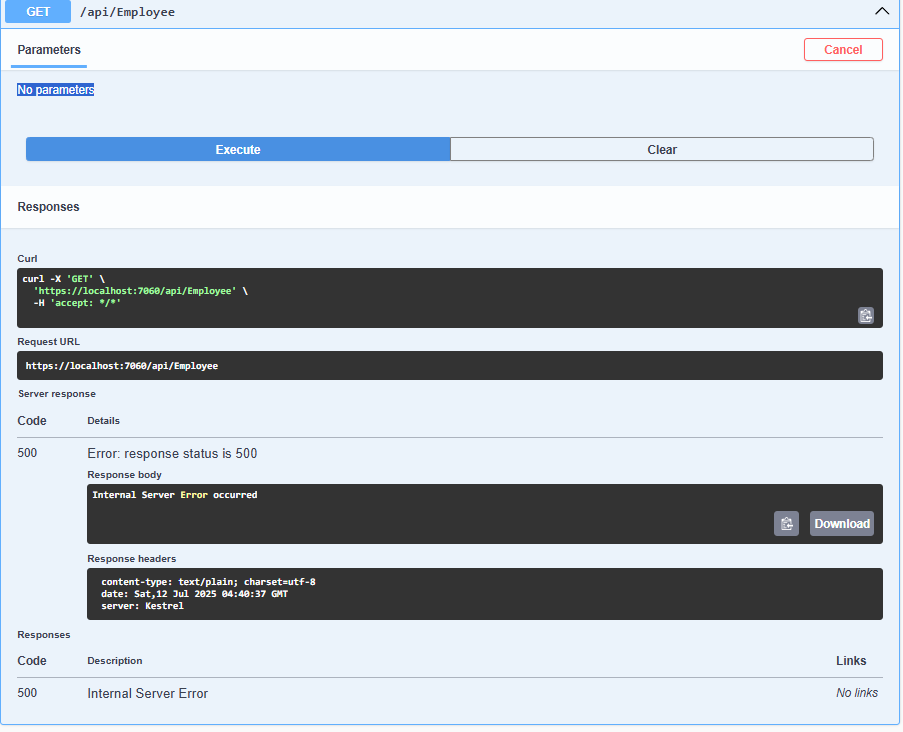 GET /api/Employee
Parameters
Cancel
No parameters
Execute
Clear
Responses
Curl
curl -X 'GET' \
'https://localhost:7060/api/Employee' \
-H 'accept: */*'
Request URL
https://localhost:7060/api/Employee
Server response
Code Details
500 Error: response status is 500
Response body
Internal Server Error occurred
Download
Response headers
content-type: text/plain; charset=utf-8
date: Sat,12 Jul 2025 04:40:37 GMT
server: Kestrel
Responses
Code Description Links
500 Internal Server Error No links